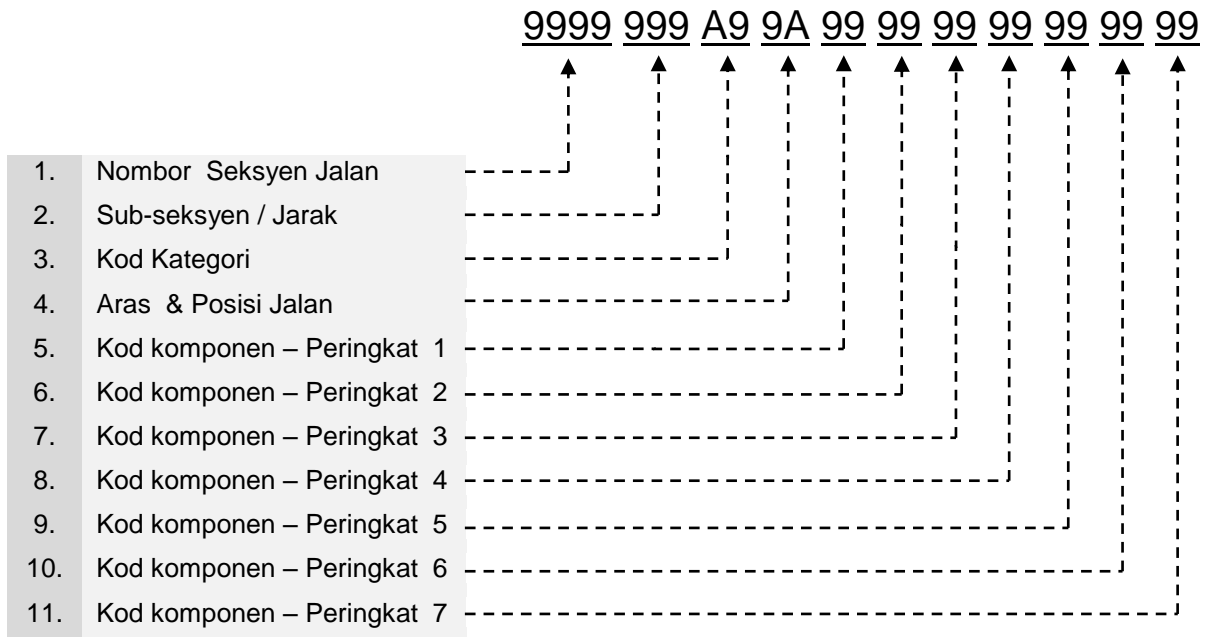 9999 999 A9 9A 99 99 99 99 99 99 99
1. Nombor Seksyen Jalan
2. Sub-seksyen / Jarak
3. Kod Kategori
4. Aras & Posisi Jalan
5. Kod komponen – Peringkat 1
6. Kod komponen – Peringkat 2
7. Kod komponen – Peringkat 3
8. Kod komponen – Peringkat 4
9. Kod komponen – Peringkat 5
10. Kod komponen – Peringkat 6
11. Kod komponen – Peringkat 7